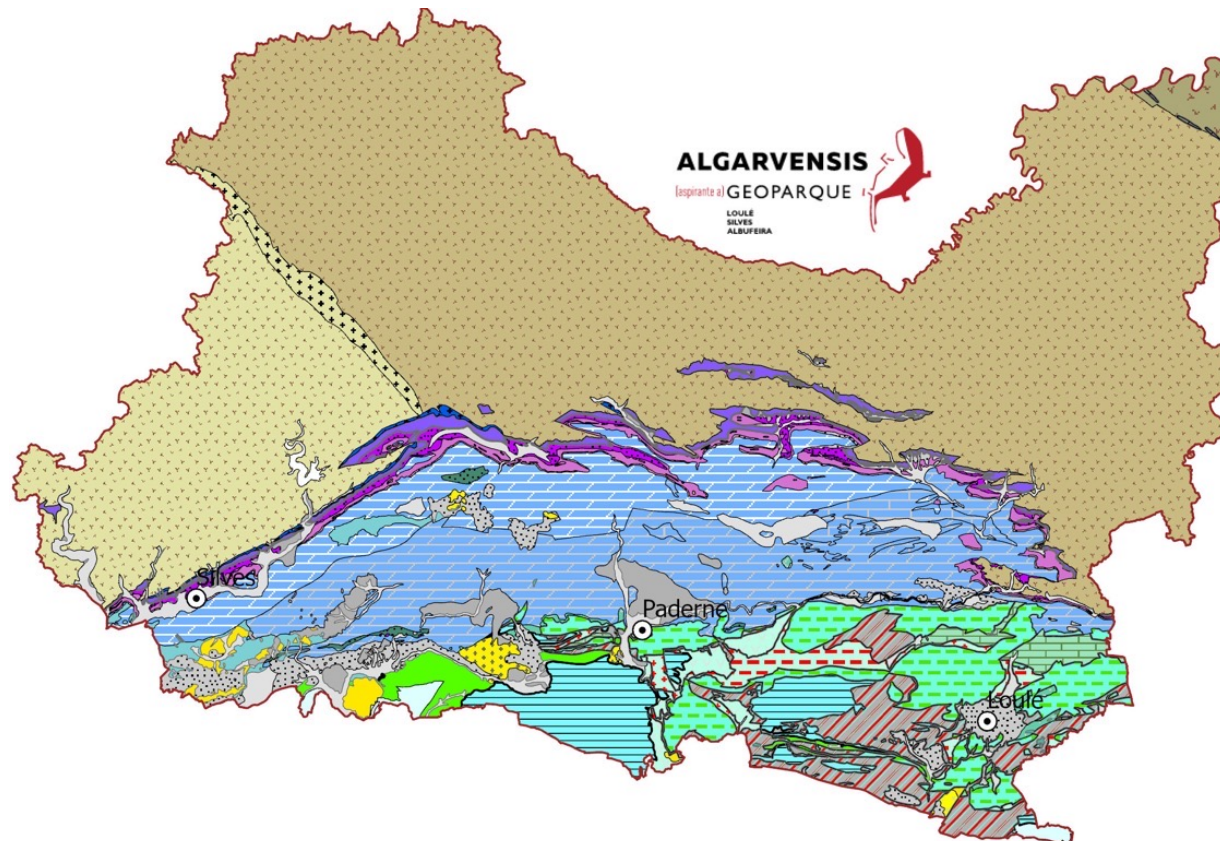 ALGARVENSIS
(aspirante a) GEOPARQUE
LOULÉ
SILVES
ALBUFEIRA
Silves
Paderne
Loulé